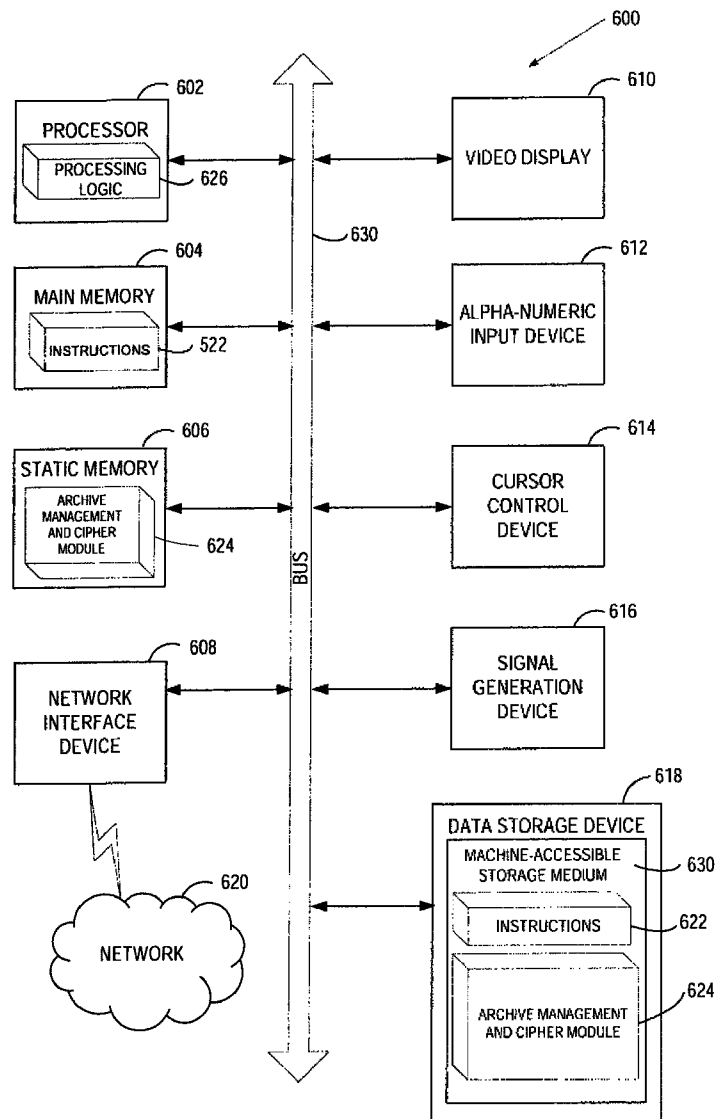 600
602
PROCESSOR
PROCESSING
LOGIC
626
610
VIDEO DISPLAY
630
604
MAIN MEMORY
INSTRUCTIONS
522
612
ALPHA-NUMERIC
INPUT DEVICE
606
STATIC MEMORY
ARCHIVE
MANAGEMENT
AND CIPHER
MODULE
624
614
CURSOR
CONTROL
DEVICE
BUS
608
NETWORK
INTERFACE
DEVICE
616
SIGNAL
GENERATION
DEVICE
620
NETWORK
618
DATA STORAGE DEVICE
MACHINE-ACCESSIBLE
STORAGE MEDIUM
630
INSTRUCTIONS
622
ARCHIVE MANAGEMENT
AND CIPHER MODULE
624